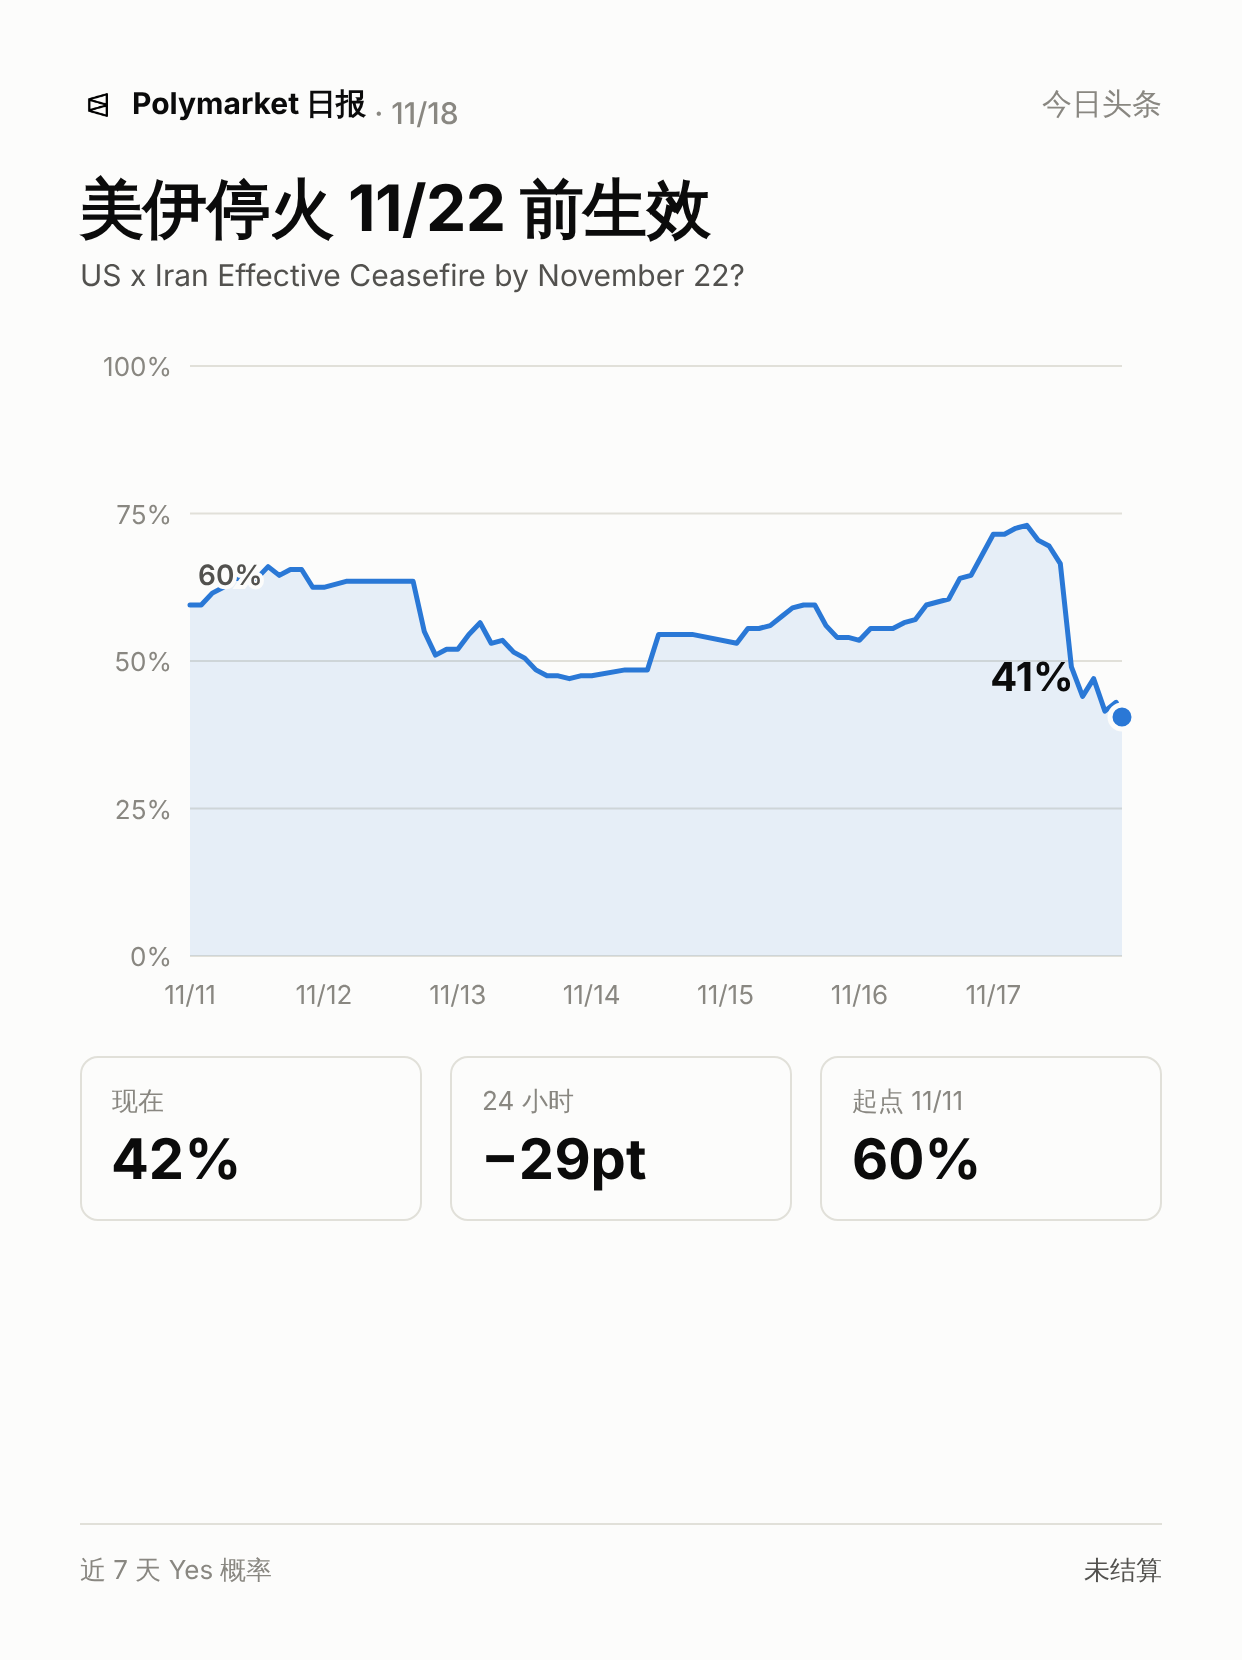 Polymarket 日报 · 11/18
今日头条
美伊停火 11/22 前生效
US x Iran Effective Ceasefire by November 22?
100%
75%
60%
50%
41%
25%
0%
11/11 11/12 11/13 11/14 11/15 11/16 11/17
现在
42%
24 小时
−29pt
起点 11/11
60%
近 7 天 Yes 概率
未结算